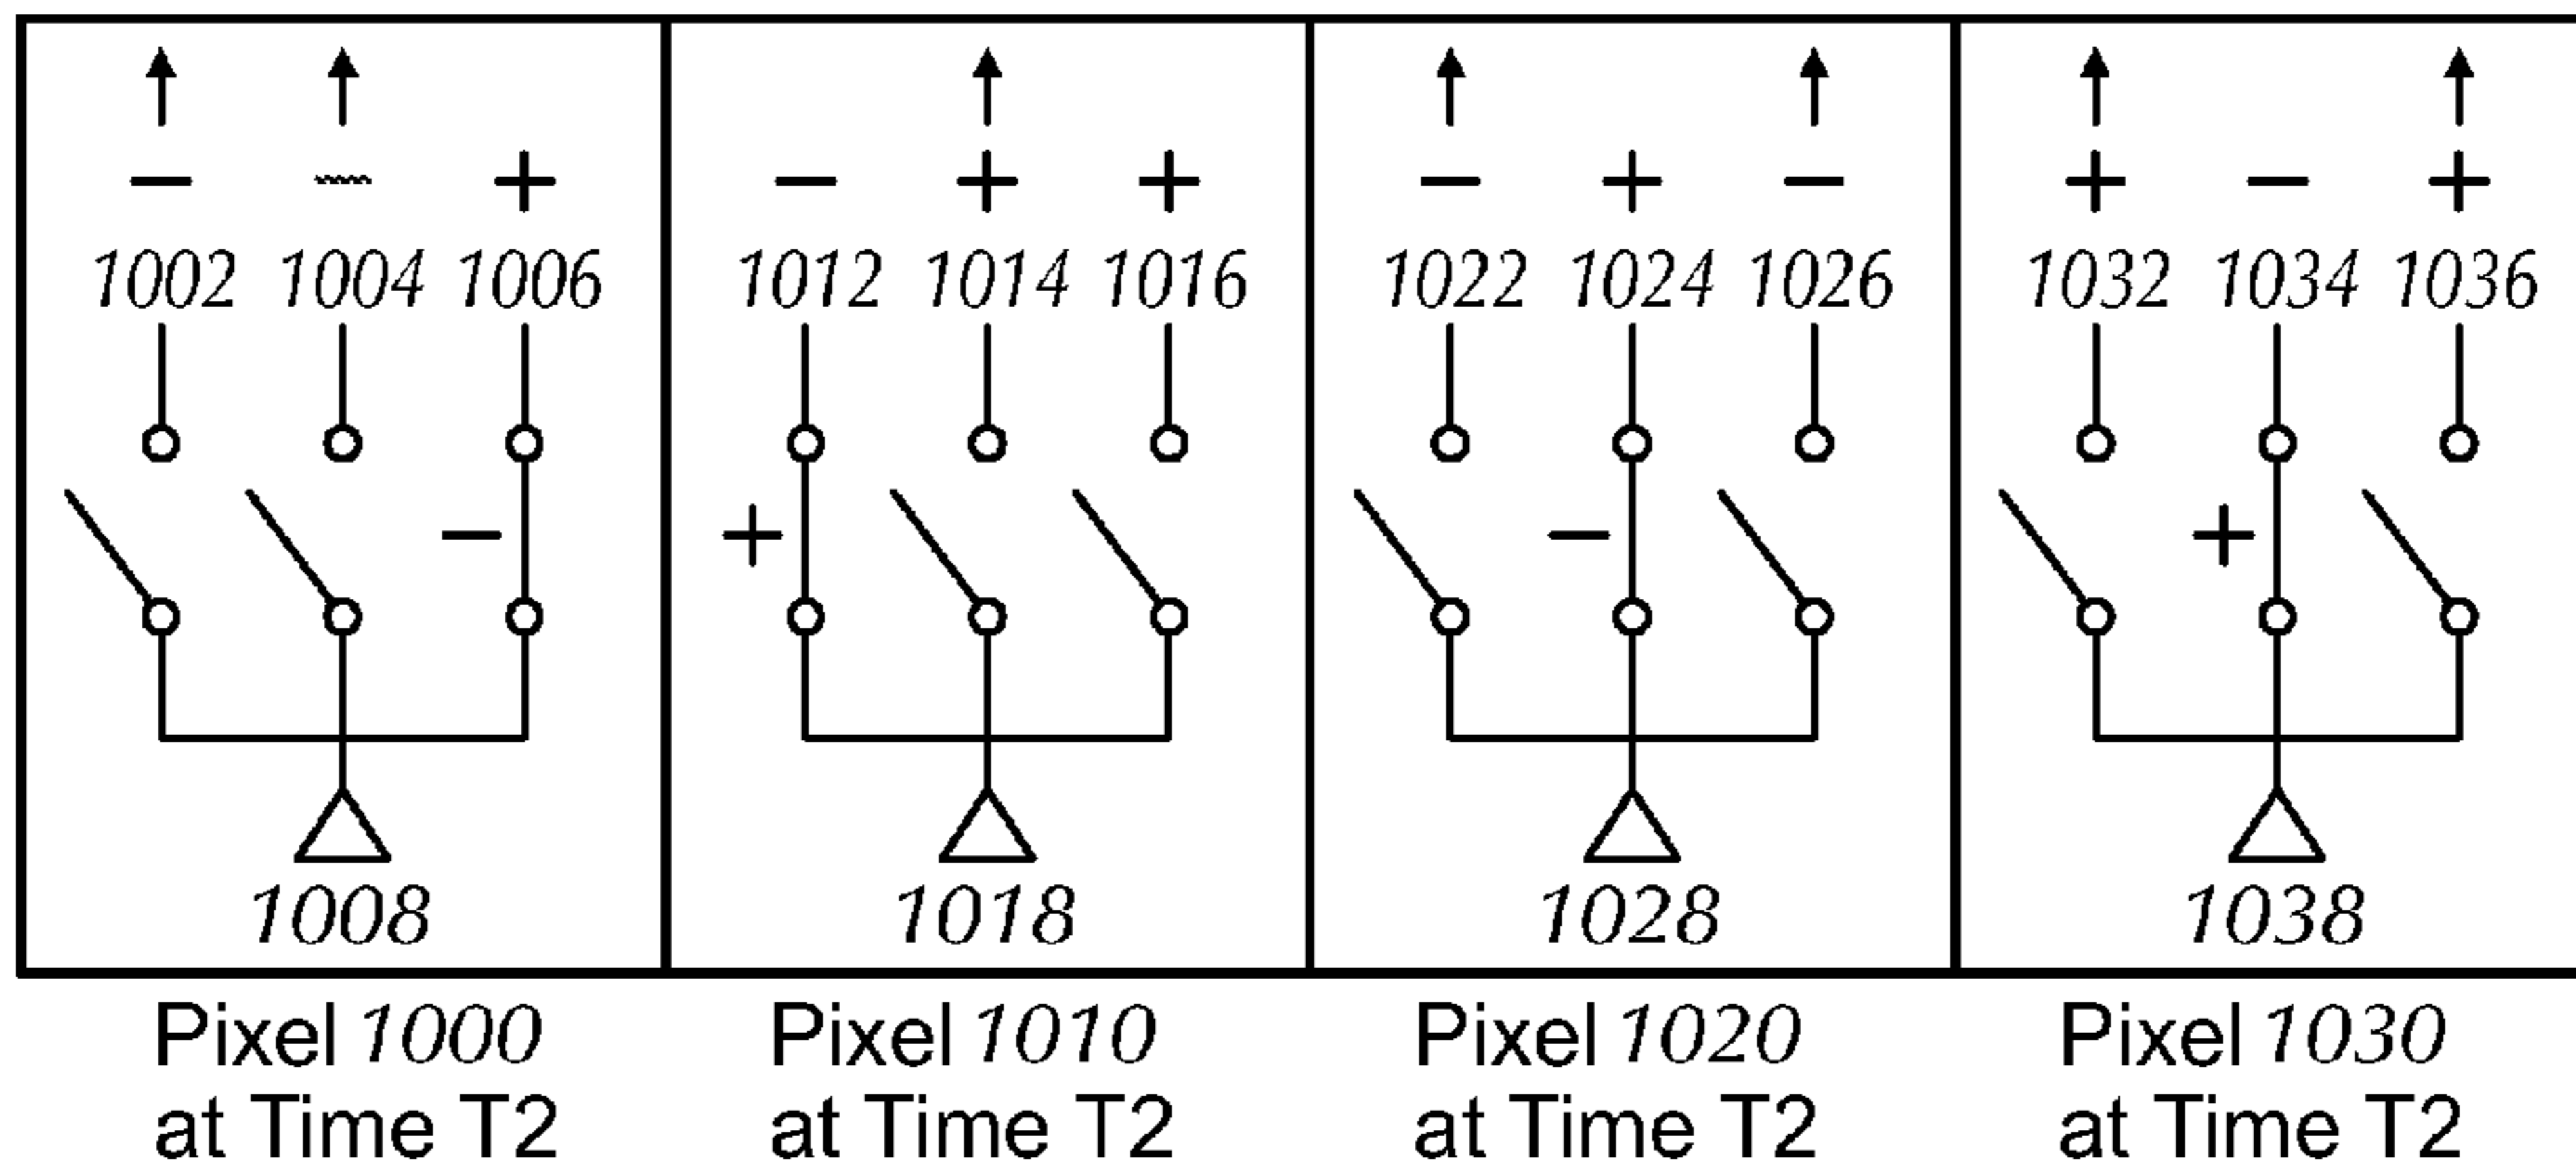 − − + − + + − + − + − +
1002 1004 1006 1012 1014 1016 1022 1024 1026 1032 1034 1036
− + − +
1008 1018 1028 1038
Pixel 1000 Pixel 1010 Pixel 1020 Pixel 1030
at Time T2 at Time T2 at Time T2 at Time T2